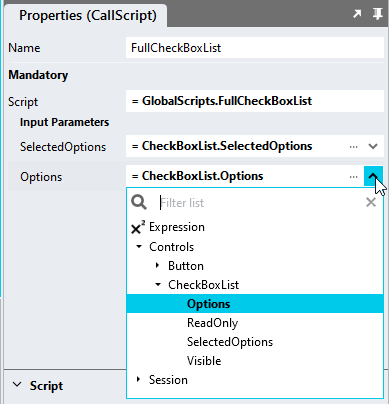 Properties (CallScript)
Name FullCheckBoxList
Mandatory
Script = GlobalScripts.FullCheckBoxList
Input Parameters
SelectedOptions = CheckBoxList.SelectedOptions ...
Options = CheckBoxList.Options ...
Filter list
x² Expression
Controls
Button
CheckBoxList
Options
ReadOnly
SelectedOptions
Visible
Session
Script